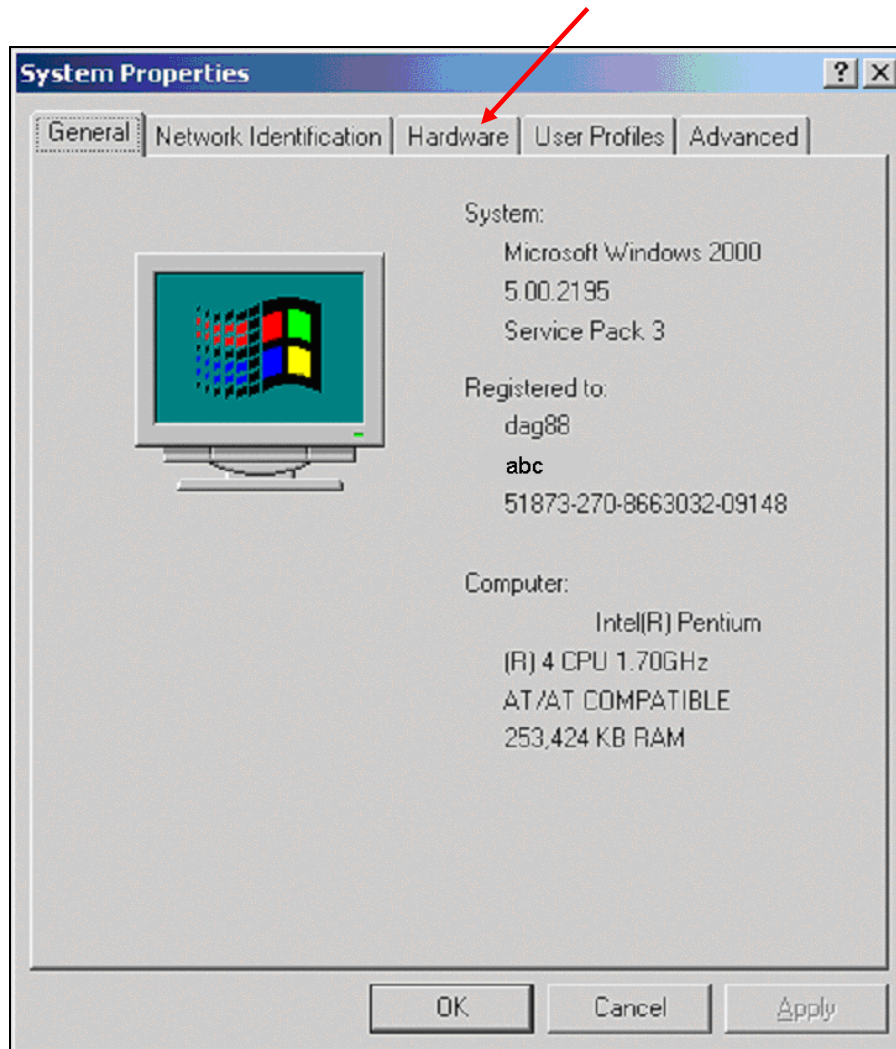 System Properties
General Network Identification Hardware User Profiles Advanced
System:
Microsoft Windows 2000
5.00.2195
Service Pack 3
Registered to:
dag88
abc
51873-270-8663032-09148
Computer:
Intel(R) Pentium
(R) 4 CPU 1.70GHz
AT/AT COMPATIBLE
253,424 KB RAM
OK Cancel Apply